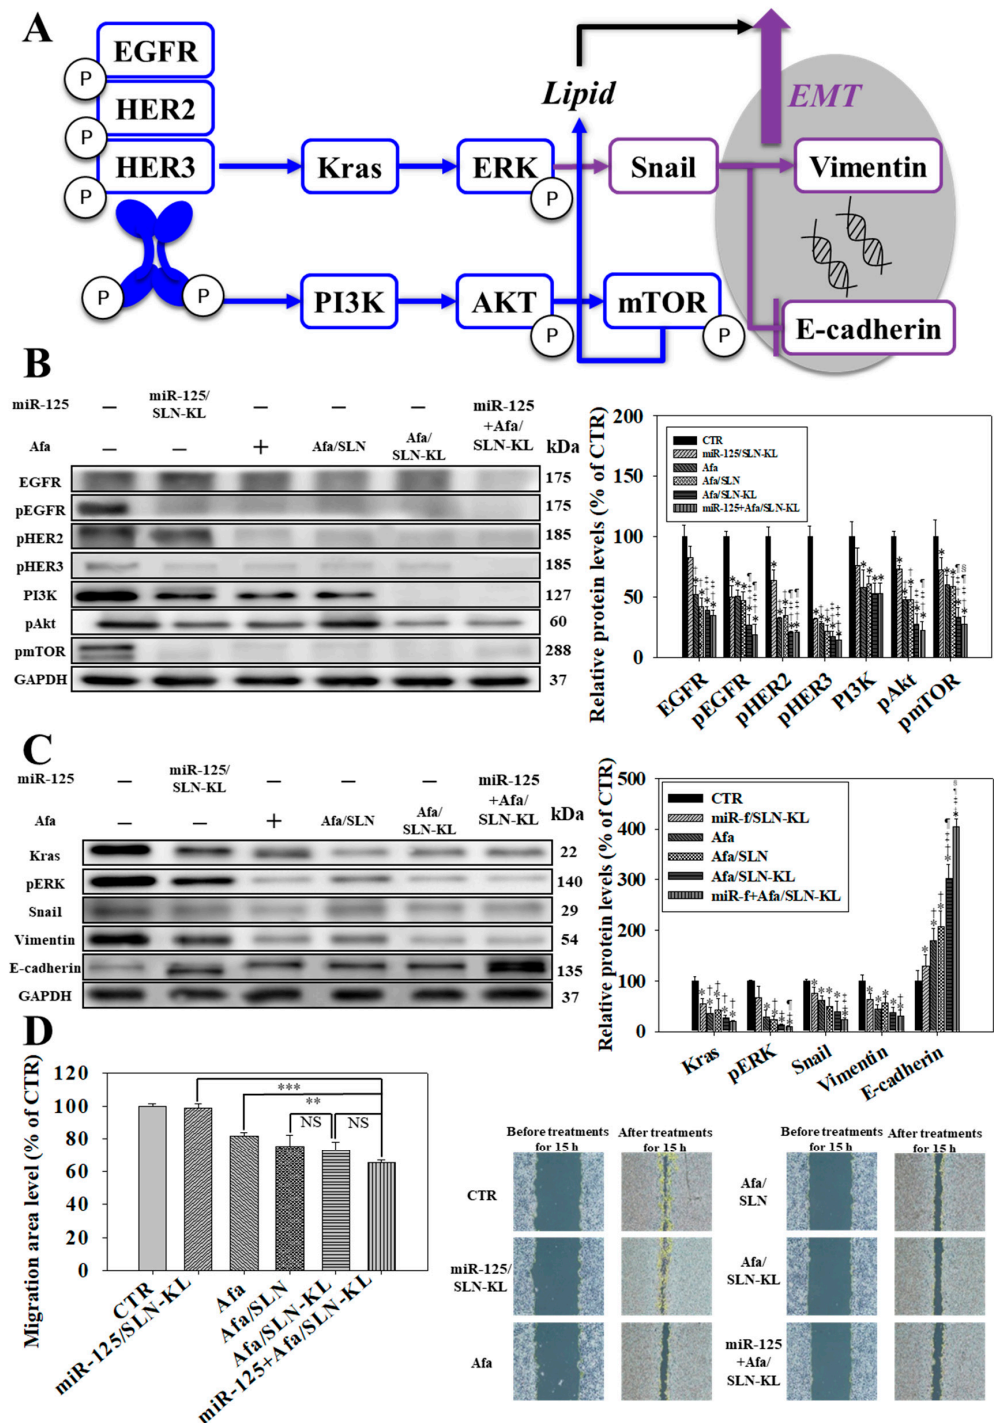 A
EGFR
P
HER2
P
HER3
P
Kras
ERK
P
Snail
Vimentin
Lipid
EMT
P
P
PI3K
AKT
P
mTOR
P
E-cadherin
B
miR-125
–
miR-125/
SLN-KL
–
–
–
miR-125
+Afa/
SLN-KL
kDa
Afa
–
–
+
Afa/SLN
Afa/
SLN-KL
EGFR
175
pEGFR
175
pHER2
185
pHER3
185
PI3K
127
pAkt
60
pmTOR
288
GAPDH
37
Relative protein levels (% of CTR)
200
150
100
50
0
CTR
miR-125/SLN-KL
Afa
Afa/SLN
Afa/SLN-KL
miR-125+Afa/SLN-KL
EGFR
pEGFR
pHER2
pHER3
PI3K
pAkt
pmTOR
C
miR-125
–
miR-125/
SLN-KL
–
–
–
miR-125
+Afa/
SLN-KL
kDa
Afa
–
–
+
Afa/SLN
Afa/
SLN-KL
Kras
22
pERK
140
Snail
29
Vimentin
54
E-cadherin
135
GAPDH
37
Relative protein levels (% of CTR)
500
400
300
200
100
0
CTR
miR-f/SLN-KL
Afa
Afa/SLN
Afa/SLN-KL
miR-f+Afa/SLN-KL
Kras
pERK
Snail
Vimentin
E-cadherin
D
Migration area level (% of CTR)
120
100
80
60
40
20
0
***
**
NS
NS
CTR
miR-125/SLN-KL
Afa
Afa/SLN
Afa/SLN-KL
miR-125+Afa/SLN-KL
Before treatments
for 15 h
After treatments
for 15 h
Before treatments
for 15 h
After treatments
for 15 h
CTR
Afa/
SLN
miR-125/
SLN-KL
Afa/
SLN-KL
Afa
miR-125
+Afa/
SLN-KL